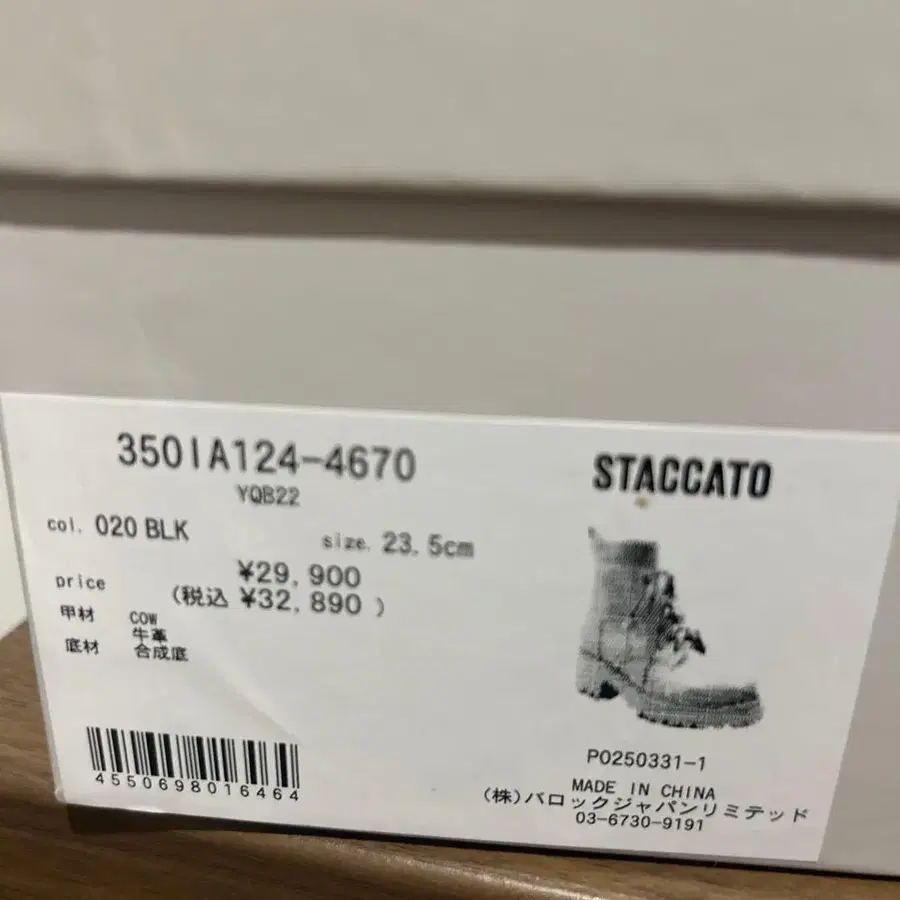 350IA124-4670
YQB22
col. 020 BLK
size. 23.5cm
price ¥29,900
(税込 ¥32,890 )
甲材 COW
牛革
底材 合成底
4550698016464
STACCATO
P0250331-1
MADE IN CHINA
(株)バロックジャパンリミテッド
03-6730-9191